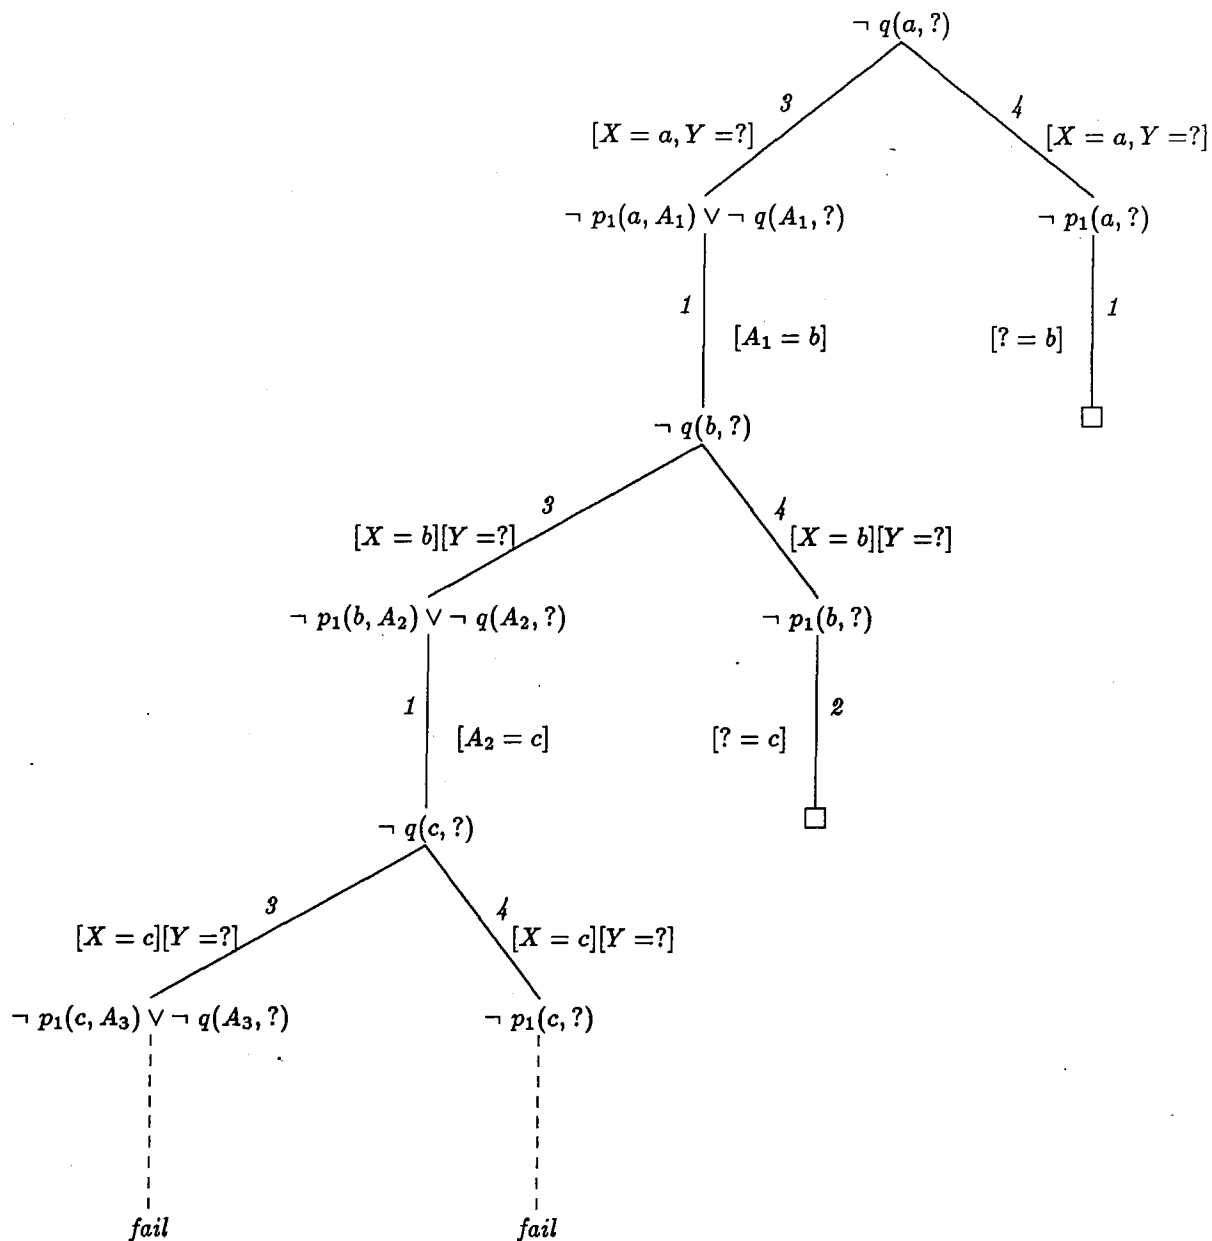 ¬ q(a, ?)
3
4
[X = a, Y =?]
[X = a, Y =?]
¬ p₁(a, A₁) ∨ ¬ q(A₁, ?)
¬ p₁(a, ?)
1
1
[A₁ = b]
[? = b]
¬ q(b, ?)
3
4
[X = b][Y =?]
[X = b][Y =?]
¬ p₁(b, A₂) ∨ ¬ q(A₂, ?)
¬ p₁(b, ?)
1
2
[A₂ = c]
[? = c]
¬ q(c, ?)
3
4
[X = c][Y =?]
[X = c][Y =?]
¬ p₁(c, A₃) ∨ ¬ q(A₃, ?)
¬ p₁(c, ?)
fail
fail